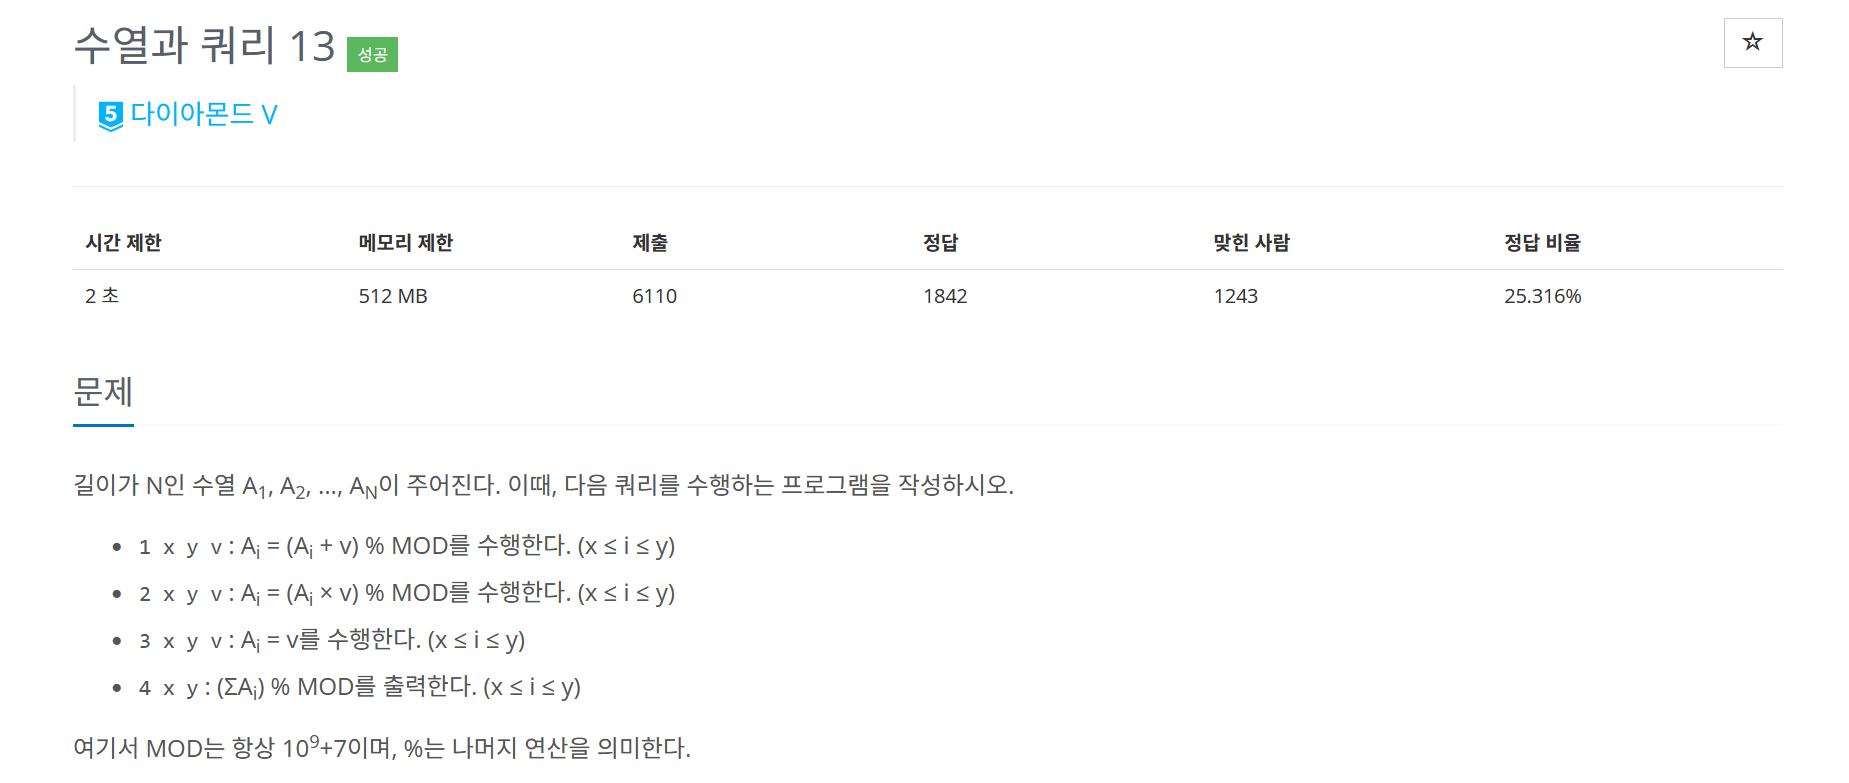 수열과 쿼리 13 성공
5 다이아몬드 V
시간 제한 메모리 제한 제출 정답 맞힌 사람 정답 비율
2 초 512 MB 6110 1842 1243 25.316%
문제
길이가 N인 수열 A1, A2, ..., AN이 주어진다. 이때, 다음 쿼리를 수행하는 프로그램을 작성하시오.
• 1 x y v : Ai = (Ai + v) % MOD를 수행한다. (x ≤ i ≤ y)
• 2 x y v : Ai = (Ai × v) % MOD를 수행한다. (x ≤ i ≤ y)
• 3 x y v : Ai = v를 수행한다. (x ≤ i ≤ y)
• 4 x y : (ΣAi) % MOD를 출력한다. (x ≤ i ≤ y)
여기서 MOD는 항상 10⁹+7이며, %는 나머지 연산을 의미한다.